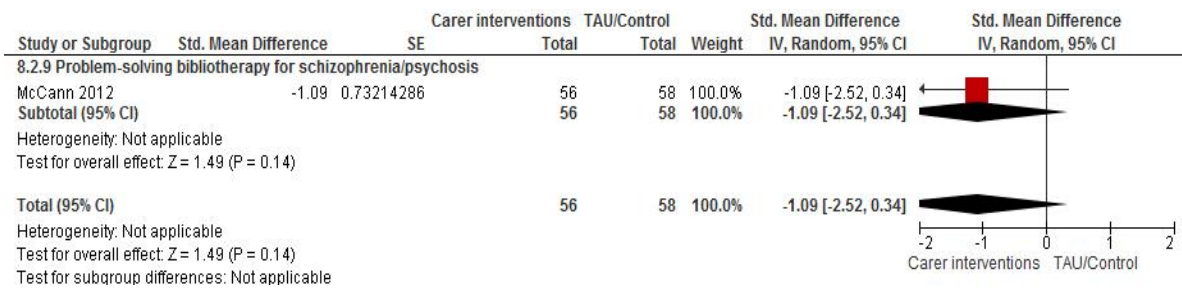 Carer interventions TAU/Control Std. Mean Difference Std. Mean Difference
Study or Subgroup Std. Mean Difference SE Total Total Weight IV, Random, 95% CI IV, Random, 95% CI
8.2.9 Problem-solving bibliotherapy for schizophrenia/psychosis
McCann 2012 -1.09 0.73214286 56 58 100.0% -1.09 [-2.52, 0.34]
Subtotal (95% CI) 56 58 100.0% -1.09 [-2.52, 0.34]
Heterogeneity: Not applicable
Test for overall effect: Z = 1.49 (P = 0.14)
Total (95% CI) 56 58 100.0% -1.09 [-2.52, 0.34]
Heterogeneity: Not applicable
Test for overall effect: Z = 1.49 (P = 0.14)
Test for subgroup differences: Not applicable
-2 -1 0 1 2
Carer interventions TAU/Control